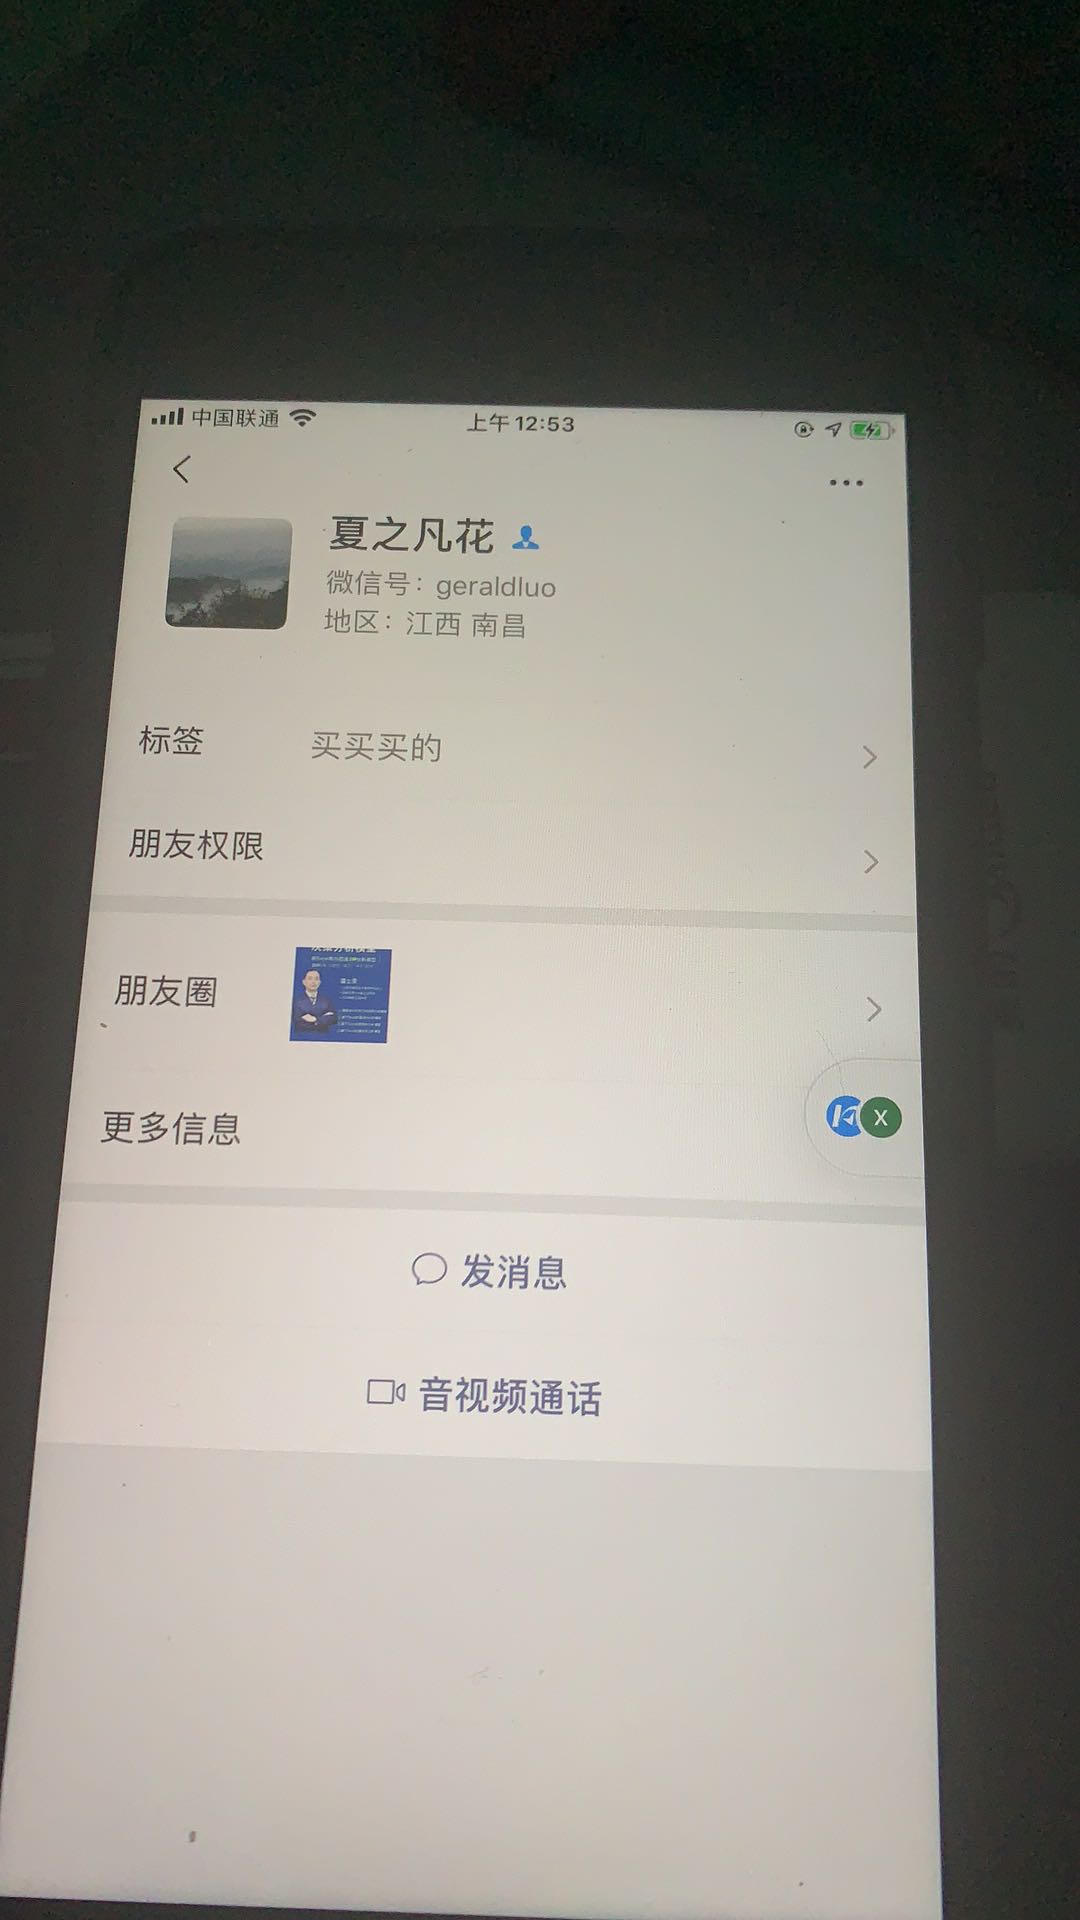 中国联通
上午12:53
夏之凡花
微信号：geraldluo
地区：江西 南昌
标签 买买买的
朋友权限
朋友圈
更多信息
X
发消息
音视频通话